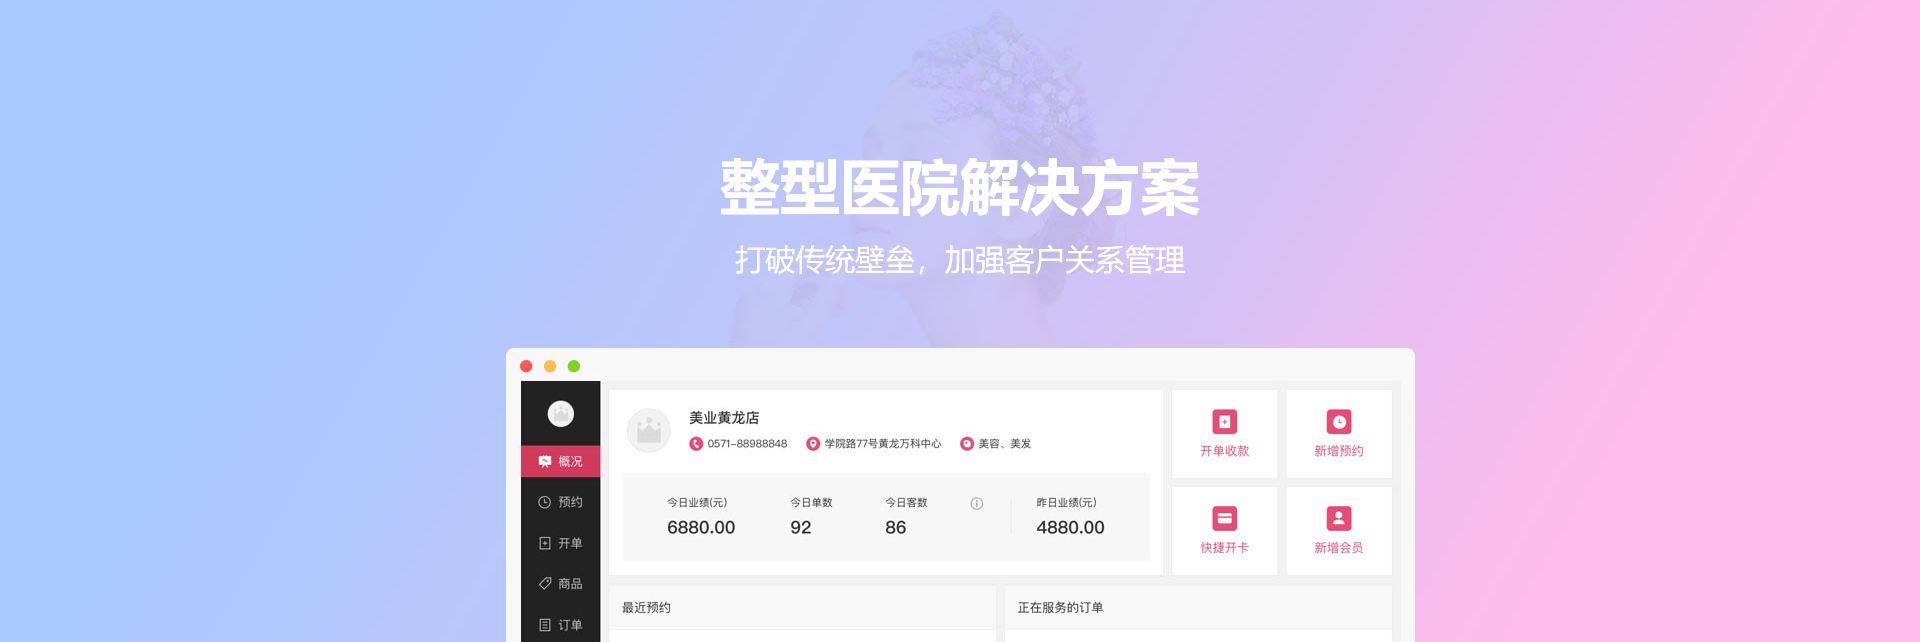 整型医院解决方案
打破传统壁垒，加强客户关系管理
美业黄龙店
0571-88988848 学院路77号黄龙万科中心 美容、美发
概况
预约
开单
商品
订单
今日业绩(元) 今日单数 今日客数 昨日业绩(元)
6880.00 92 86 4880.00
开单收款 新增预约
快捷开卡 新增会员
最近预约 正在服务的订单